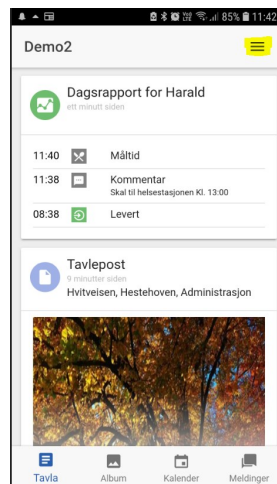 85% 11:42
Demo2
Dagsrapport for Harald
ett minutt siden
11:40 Måltid
11:38 Kommentar
Skal til helsestasjonen Kl. 13:00
08:38 Levert
Tavlepost
9 minutter siden
Hvitveisen, Hestehoven, Administrasjon
Tavla Album Kalender Meldinger